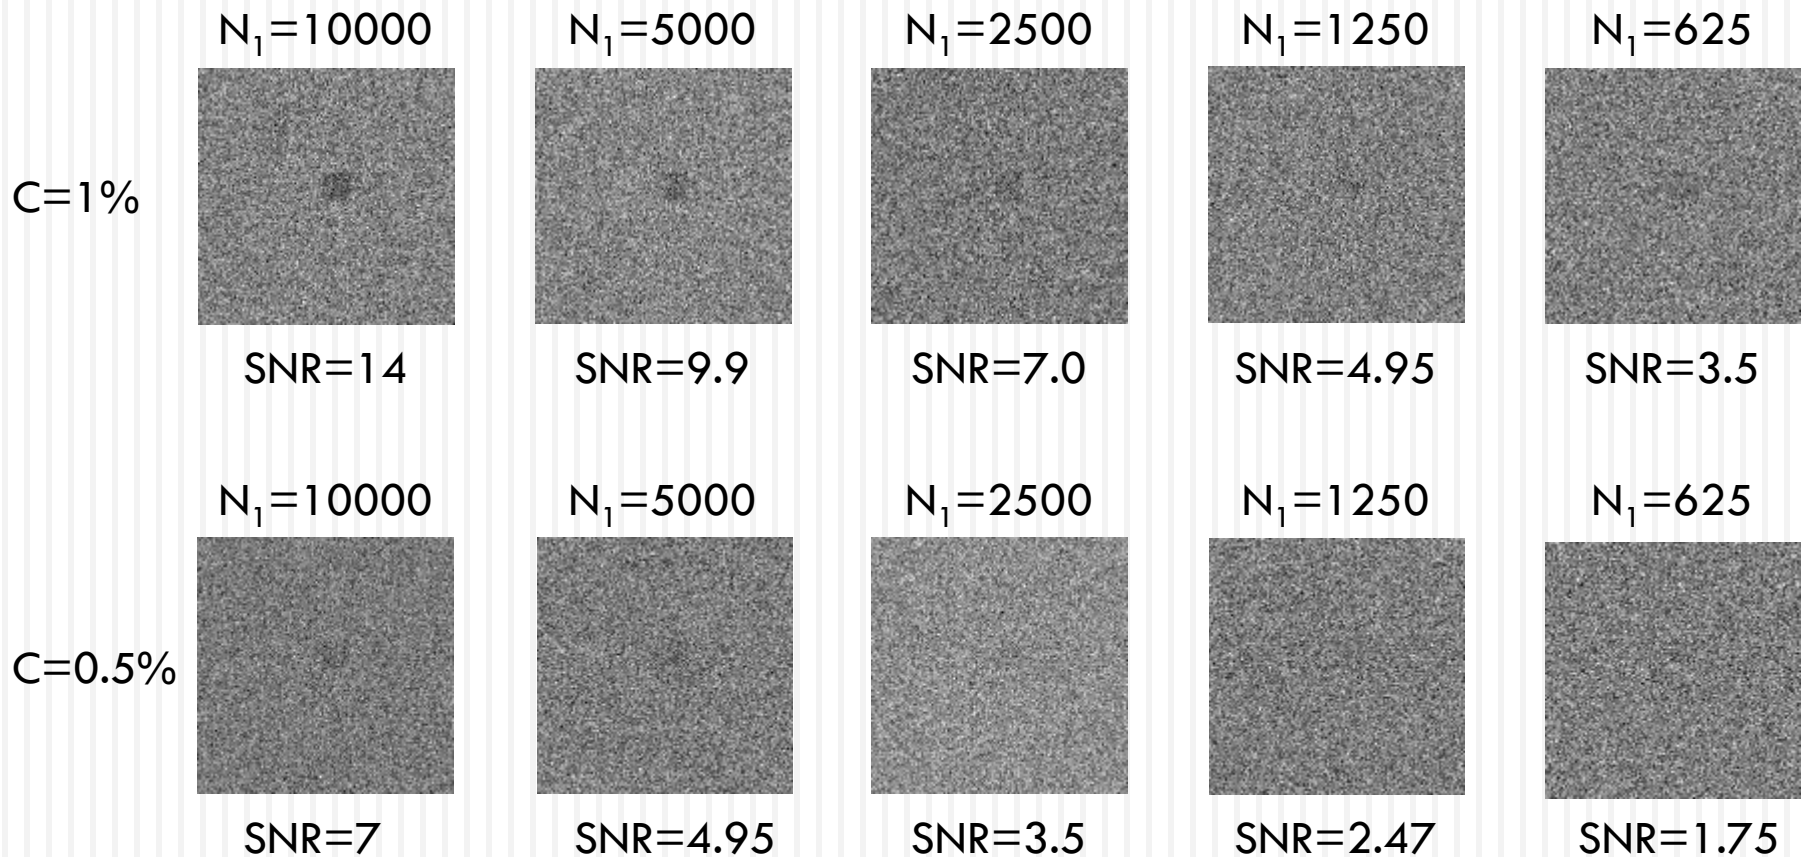 N₁=10000 N₁=5000 N₁=2500 N₁=1250 N₁=625
C=1%
SNR=14 SNR=9.9 SNR=7.0 SNR=4.95 SNR=3.5
N₁=10000 N₁=5000 N₁=2500 N₁=1250 N₁=625
C=0.5%
SNR=7 SNR=4.95 SNR=3.5 SNR=2.47 SNR=1.75